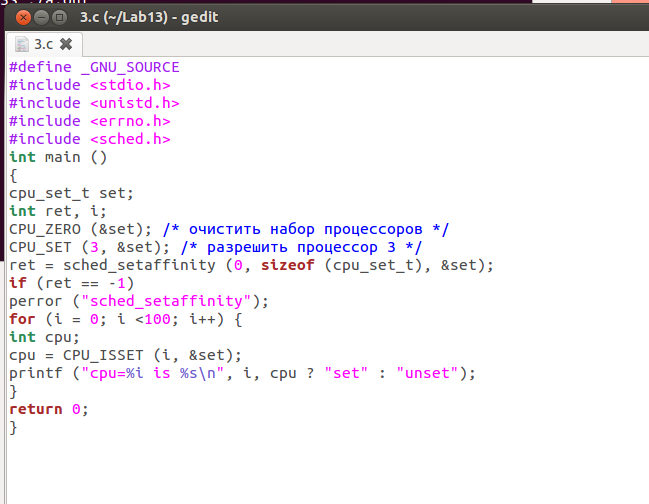 3.c (~/Lab13) - gedit
3.c
#define _GNU_SOURCE
#include <stdio.h>
#include <unistd.h>
#include <errno.h>
#include <sched.h>
int main ()
{
cpu_set_t set;
int ret, i;
CPU_ZERO (&set); /* очистить набор процессоров */
CPU_SET (3, &set); /* разрешить процессор 3 */
ret = sched_setaffinity (0, sizeof (cpu_set_t), &set);
if (ret == -1)
perror ("sched_setaffinity");
for (i = 0; i <100; i++) {
int cpu;
cpu = CPU_ISSET (i, &set);
printf ("cpu=%i is %s\n", i, cpu ? "set" : "unset");
}
return 0;
}